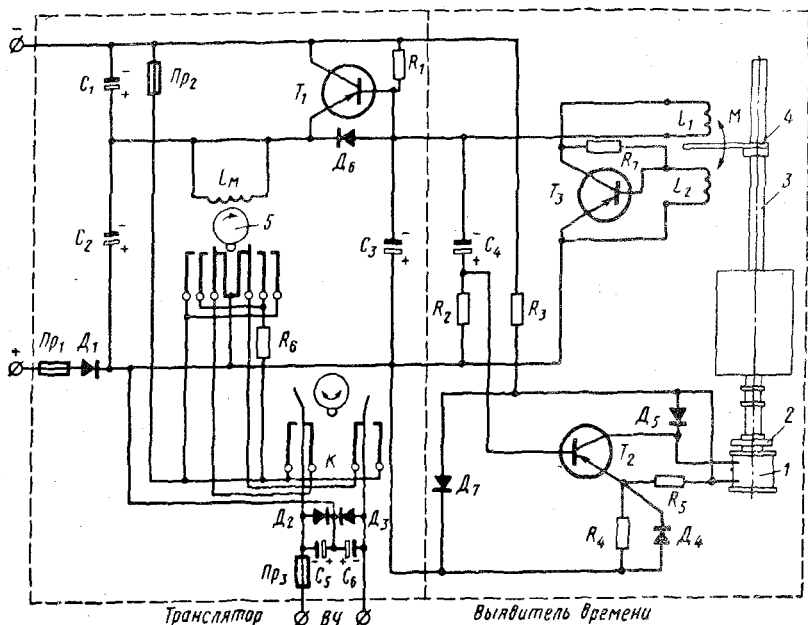 −
C₁
−
+
Пр₂
T₁
R₁
L₁
M
4
R₁
Д₆
Lм
T₃
L₂
3
5
C₂
−
+
C₃
−
+
−
C₄
+
R₂
R₃
R₆
+
Пр₁
Д₁
Д₅
2
T₂
1
К
Д₇
R₅
Д₂
Д₃
R₄
Д₄
− + + −
Пр₃
C₅
C₆
Транслятор
ВЧ
Выявитель времени